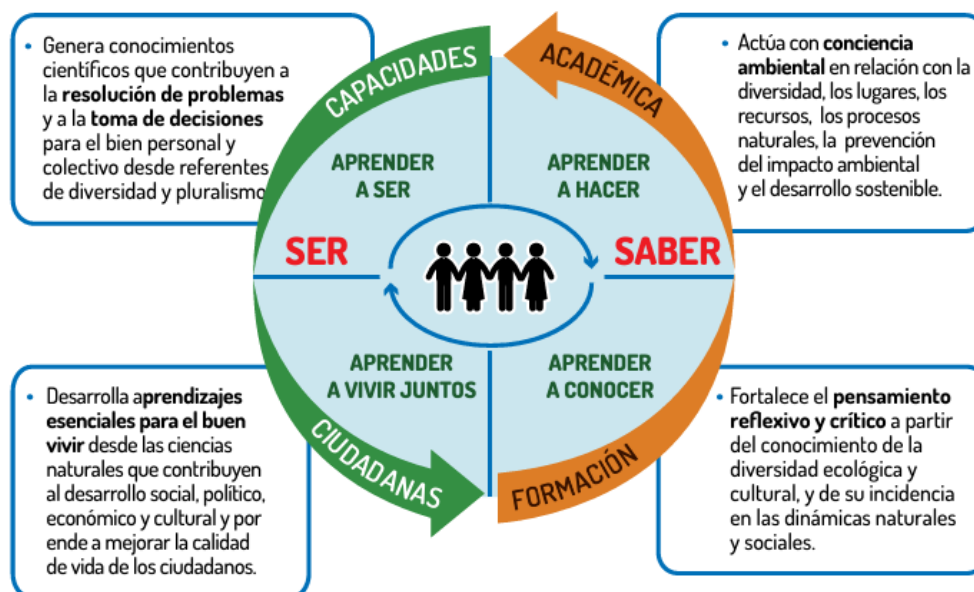 • Genera conocimientos
científicos que contribuyen a
la resolución de problemas
y a la toma de decisiones
para el bien personal y
colectivo desde referentes
de diversidad y pluralismo
CAPACIDADES
ACADÉMICA
• Actúa con conciencia
ambiental en relación con la
diversidad, los lugares, los
recursos, los procesos
naturales, la prevención
del impacto ambiental
y el desarrollo sostenible.
APRENDER
A SER
APRENDER
A HACER
SER
SABER
APRENDER
A VIVIR JUNTOS
APRENDER
A CONOCER
• Desarrolla aprendizajes
esenciales para el buen
vivir desde las ciencias
naturales que contribuyen
al desarrollo social, político,
económico y cultural y por
ende a mejorar la calidad
de vida de los ciudadanos.
CIUDADANAS
FORMACIÓN
• Fortalece el pensamiento
reflexivo y crítico a partir
del conocimiento de la
diversidad ecológica y
cultural, y de su incidencia
en las dinámicas naturales
y sociales.